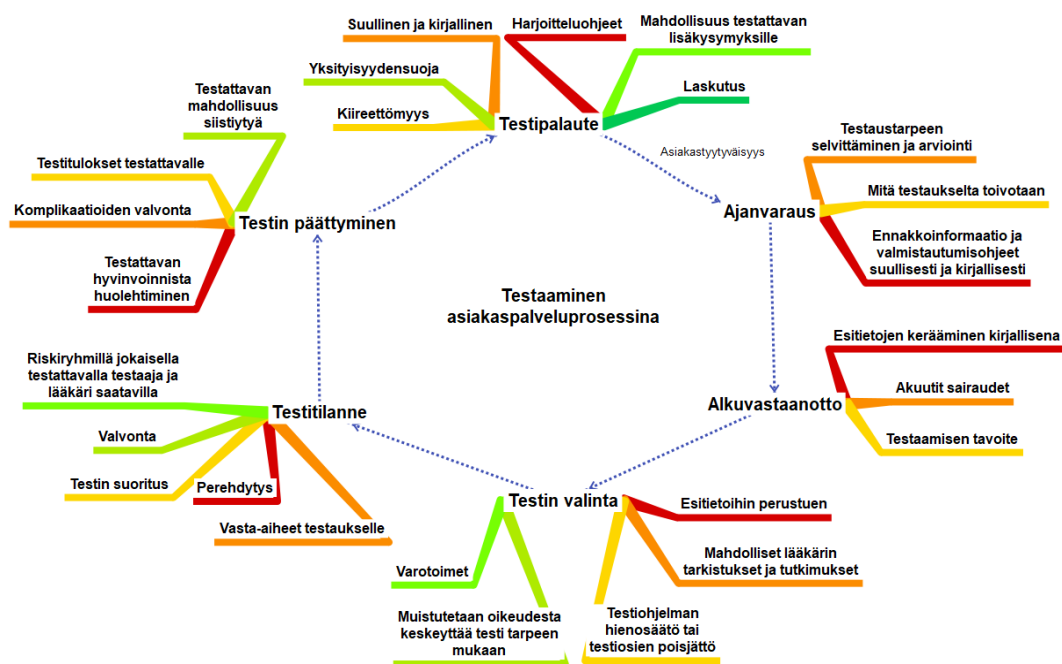 Suullinen ja kirjallinen
Harjoitteluohjeet
Mahdollisuus testattavan
lisäkysymyksille
Yksityisyydensuoja
Laskutus
Kiireettömyys
Testipalaute
Asiakastyytyväisyys
Testattavan
mahdollisuus
siistiytyä
Testitulokset testattavalle
Komplikaatioiden valvonta
Testin päättyminen
Testattavan
hyvinvoinnista
huolehtiminen
Testaustarpeen
selvittäminen ja arviointi
Mitä testaukselta toivotaan
Ajanvaraus
Ennakkoinformaatio ja
valmistautumisohjeet
suullisesti ja kirjallisesti
Testaaminen
asiakaspalveluprosessina
Esitietojen kerääminen kirjallisena
Akuutit sairaudet
Alkuvastaanotto
Testaamisen tavoite
Riskiryhmillä jokaisella
testattavalla testaaja ja
lääkäri saatavilla
Testitilanne
Valvonta
Testin suoritus
Perehdytys
Vasta-aiheet testaukselle
Testin valinta
Esitietoihin perustuen
Mahdolliset lääkärin
tarkistukset ja tutkimukset
Varotoimet
Muistutetaan oikeudesta
keskeyttää testi tarpeen
mukaan
Testiohjelman
hienosäätö tai
testiosien poisjättö